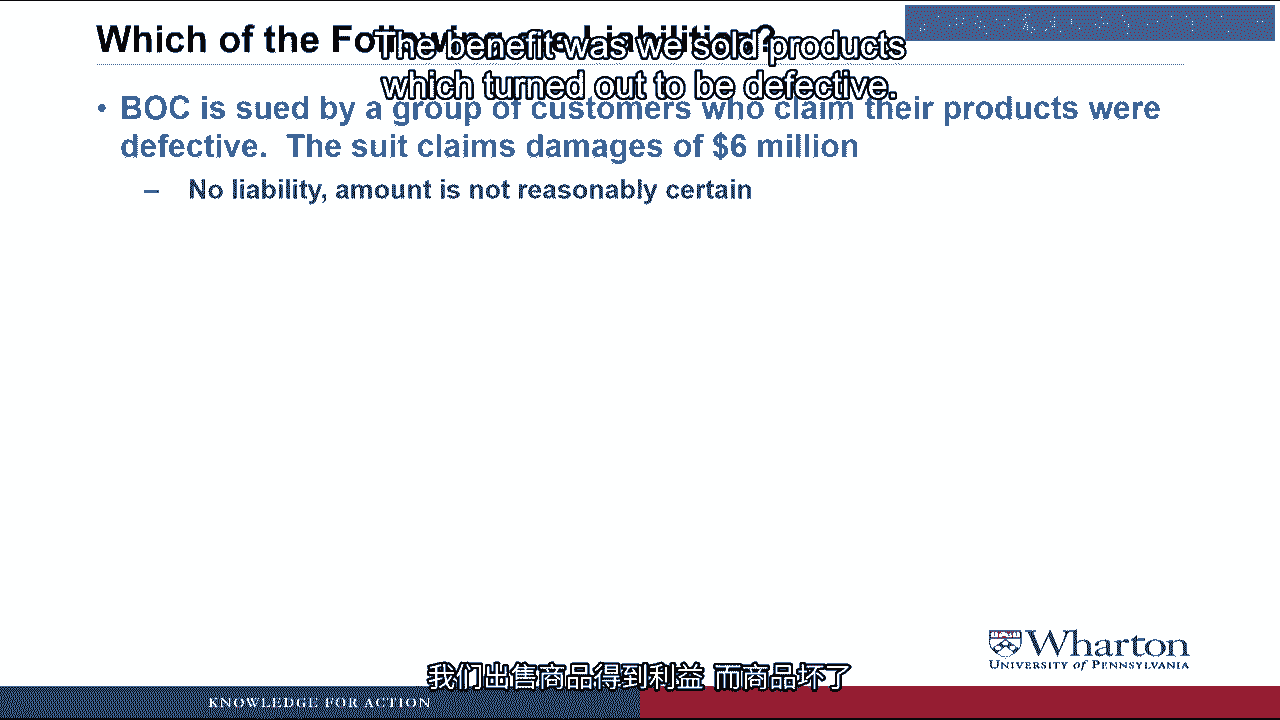 Which of the Following are Liabilities?
The benefit was we sold products
which turned out to be defective.
• BOC is sued by a group of customers who claim their products were
defective. The suit claims damages of $6 million
– No liability, amount is not reasonably certain
Wharton
UNIVERSITY of PENNSYLVANIA
我们出售商品得到利益 而商品坏了
KNOWLEDGE FOR ACTION